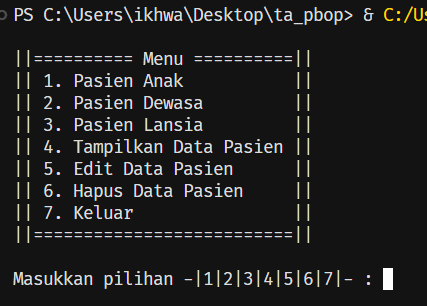 PS C:\Users\ikhwa\Desktop\ta_pbop> & C:/Us
||========== Menu ==========||
|| 1. Pasien Anak           ||
|| 2. Pasien Dewasa         ||
|| 3. Pasien Lansia         ||
|| 4. Tampilkan Data Pasien ||
|| 5. Edit Data Pasien      ||
|| 6. Hapus Data Pasien     ||
|| 7. Keluar                ||
||==========================||
Masukkan pilihan -|1|2|3|4|5|6|7|- :